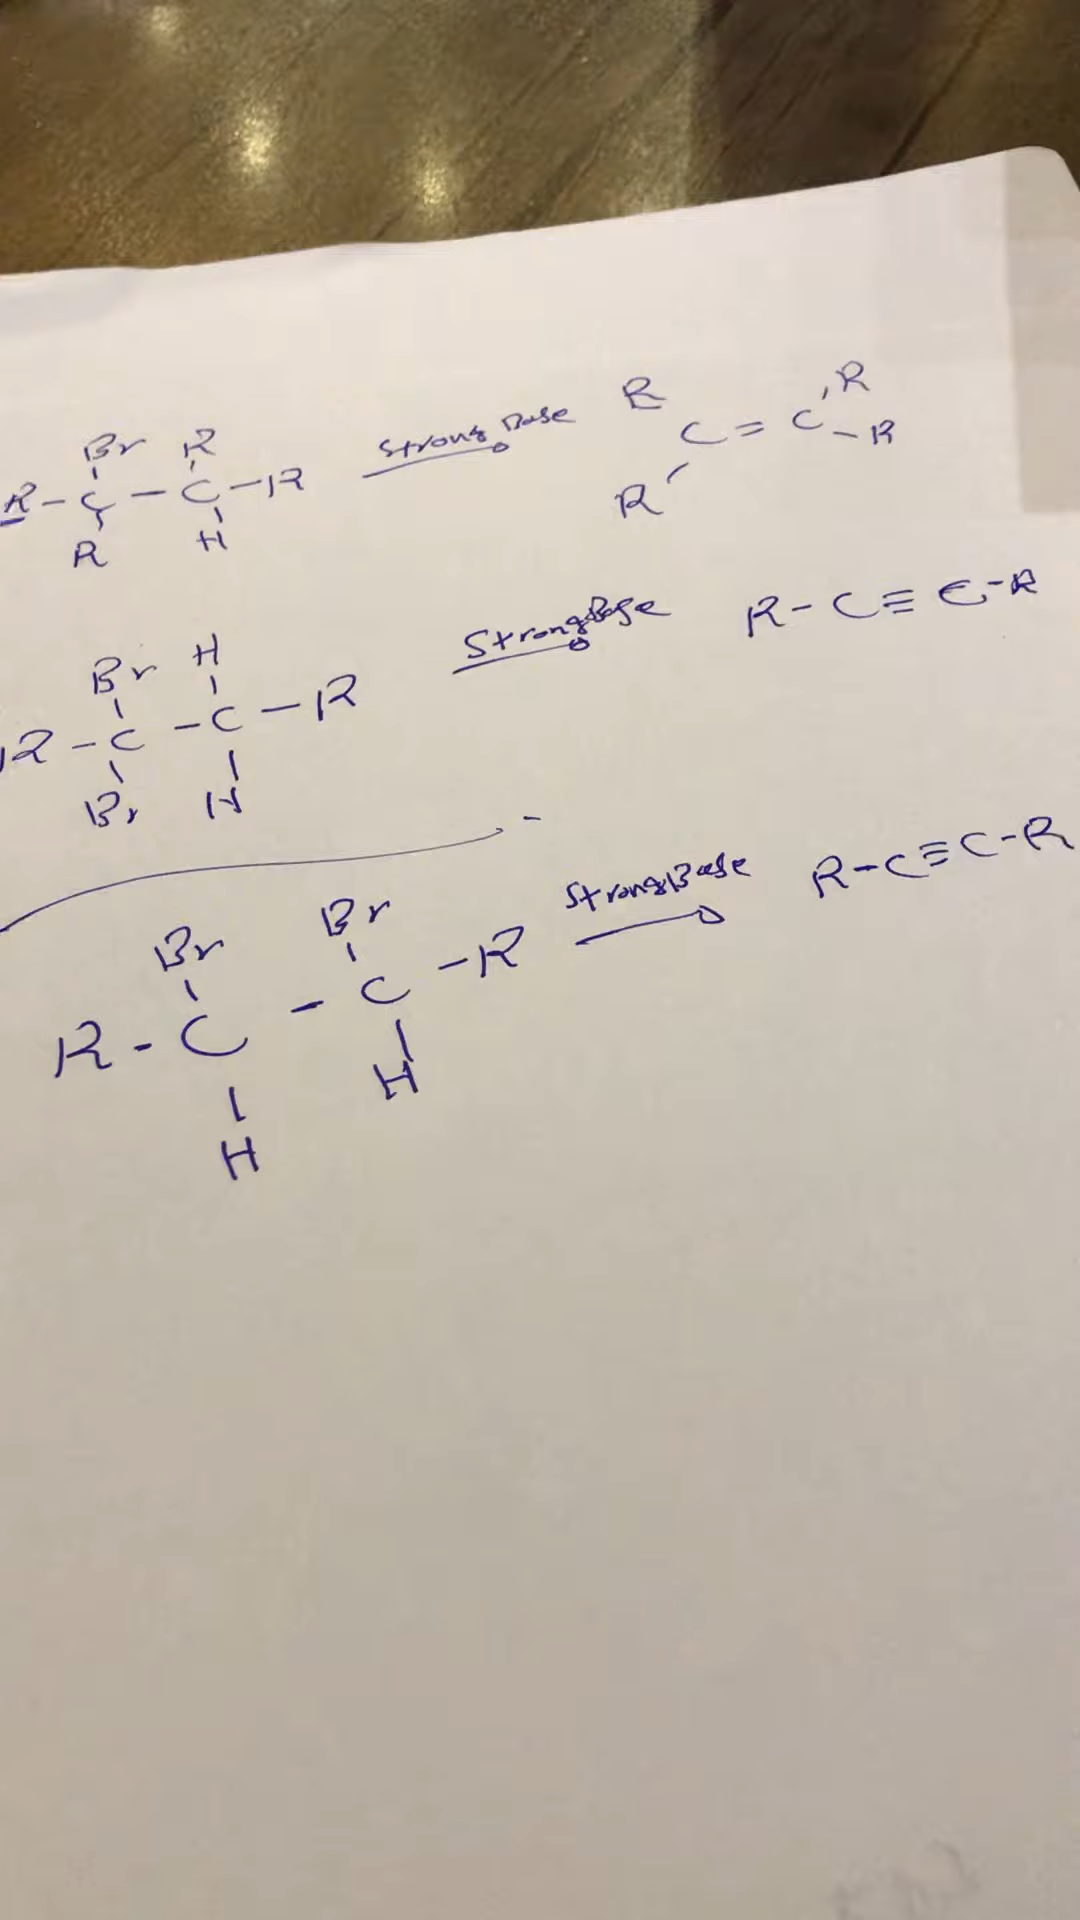 Br R
R - C - C - R
R H
Strong Base
R R
C = C - R
R
Br H
R - C - C - R
Br H
Strong Base
R - C ≡ C - R
Br Br
R - C - C - R
H H
Strong Base
R - C ≡ C - R